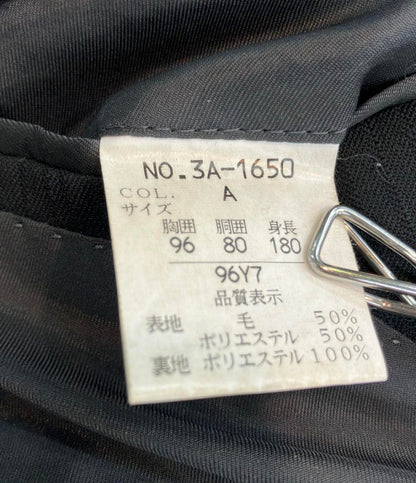 NO.3A-1650
COL. A
サイズ
胸囲 胴囲 身長
96 80 180
96Y7
品質表示
表地 毛 50%
ポリエステル 50%
裏地 ポリエステル 100%